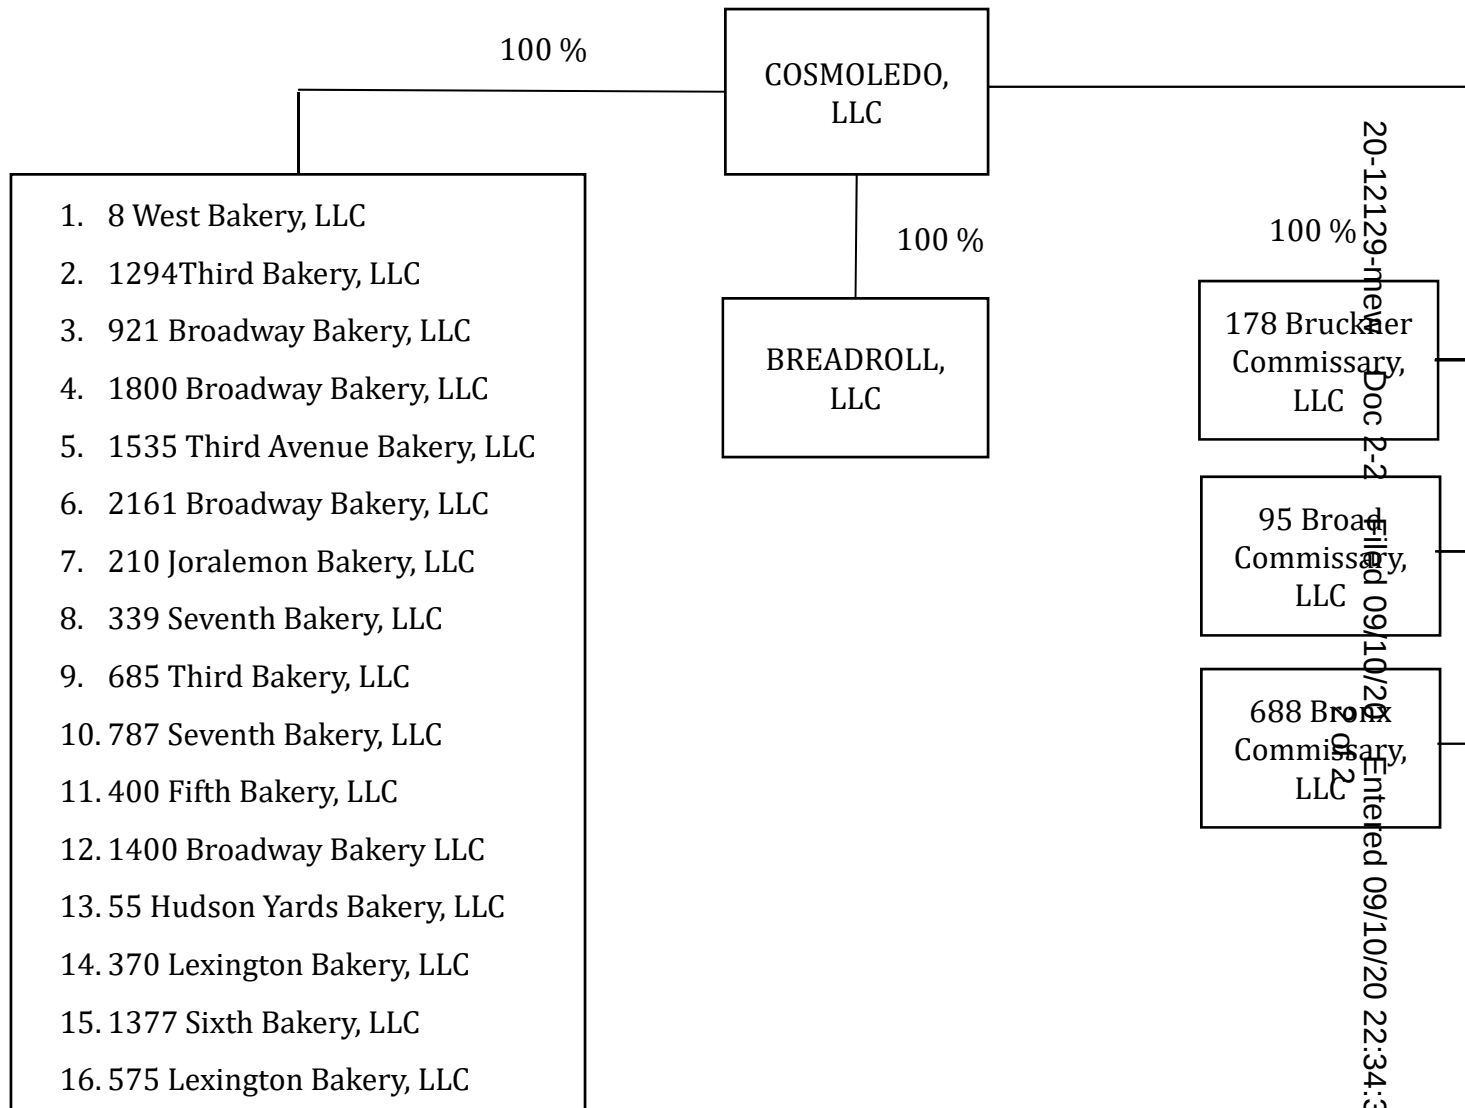 100 %
COSMOLEDO,
LLC
1. 8 West Bakery, LLC
2. 1294Third Bakery, LLC
3. 921 Broadway Bakery, LLC
4. 1800 Broadway Bakery, LLC
5. 1535 Third Avenue Bakery, LLC
6. 2161 Broadway Bakery, LLC
7. 210 Joralemon Bakery, LLC
8. 339 Seventh Bakery, LLC
9. 685 Third Bakery, LLC
10. 787 Seventh Bakery, LLC
11. 400 Fifth Bakery, LLC
12. 1400 Broadway Bakery LLC
13. 55 Hudson Yards Bakery, LLC
14. 370 Lexington Bakery, LLC
15. 1377 Sixth Bakery, LLC
16. 575 Lexington Bakery, LLC
100 %
BREADROLL,
LLC
100 %
178 Bruckner
Commissary,
LLC
95 Broad
Commissary,
LLC
688 Bronx
Commissary,
LLC
20-12129-mew Doc 2-2 Filed 09/10/20 Entered 09/10/20 22:34:
2 of 2